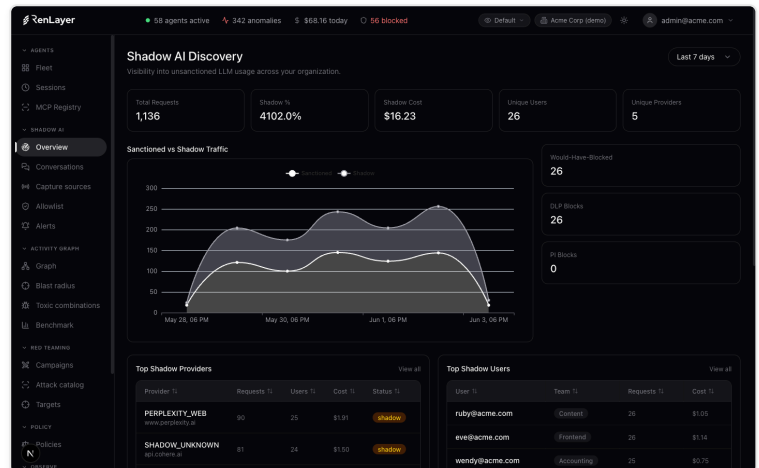 RenLayer
58 agents active
342 anomalies
$ $68.16 today
56 blocked
Default
Acme Corp (demo)
admin@acme.com
AGENTS
Fleet
Sessions
MCP Registry
SHADOW AI
Overview
Conversations
Capture sources
Allowlist
Alerts
ACTIVITY GRAPH
Graph
Blast radius
Toxic combinations
Benchmark
RED TEAMING
Campaigns
Attack catalog
Targets
POLICY
Policies
N
OBSERVE
Shadow AI Discovery
Visibility into unsanctioned LLM usage across your organization.
Last 7 days
Total Requests
1,136
Shadow %
4102.0%
Shadow Cost
$16.23
Unique Users
26
Unique Providers
5
Sanctioned vs Shadow Traffic
Sanctioned
Shadow
300
250
200
150
100
50
0
May 28, 06 PM
May 30, 06 PM
Jun 1, 06 PM
Jun 3, 06 PM
Would-Have-Blocked
26
DLP Blocks
26
PI Blocks
0
Top Shadow Providers
View all
Provider Requests Users Cost Status
PERPLEXITY_WEB 90 25 $1.91 shadow
www.perplexity.ai
SHADOW_UNKNOWN 81 24 $1.50 shadow
api.cohere.ai
Top Shadow Users
View all
User Team Requests Cost
ruby@acme.com Content 26 $1.05
eve@acme.com Frontend 26 $1.14
wendy@acme.com Accounting 25 $0.75